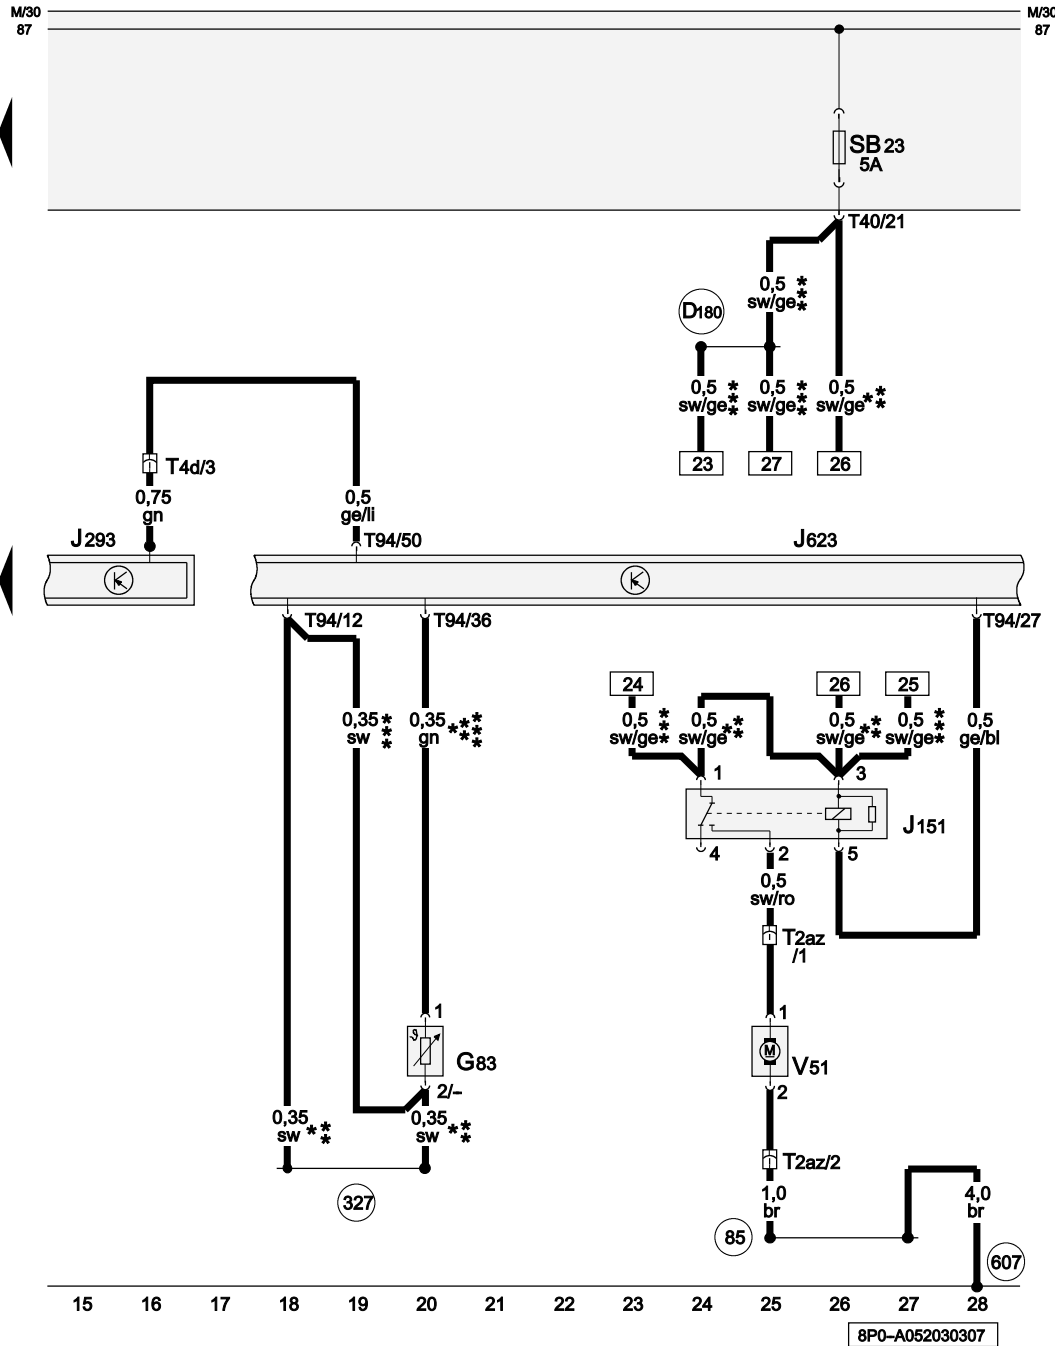 M/30
87
M/30
87
SB 23
5A
T40/21
0,5
sw/ge ***
D180
0,5
sw/ge ***
0,5
sw/ge ***
0,5
sw/ge * **
23
27
26
T4d/3
0,75
gn
0,5
ge/li
J293
T94/50
J623
T94/12
T94/36
T94/27
24
26
25
0,35
sw ***
0,35
gn * ** ***
0,5
sw/ge ***
0,5
sw/ge * **
0,5
sw/ge * **
0,5
sw/ge ***
0,5
ge/bl
1
3
J151
4
2
5
0,5
sw/ro
T2az
/1
1
1
G83
V51
2/–
2
0,35
sw * **
0,35
sw * **
T2az/2
327
1,0
br
4,0
br
85
607
15 16 17 18 19 20 21 22 23 24 25 26 27 28
8P0–A052030307